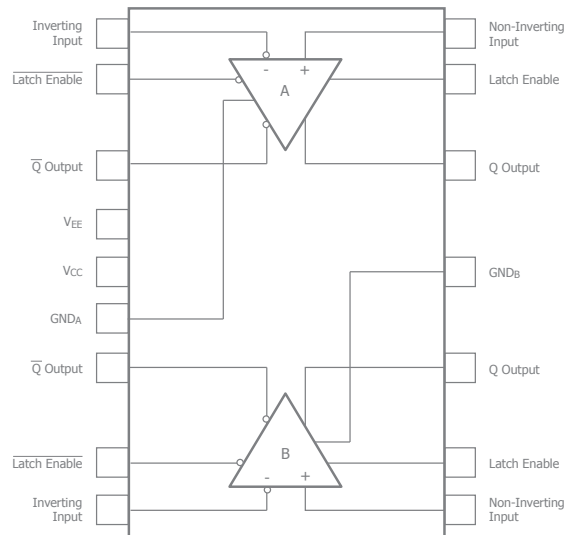 Inverting
Input
Non-Inverting
Input
- +
Latch Enable
A
Latch Enable
Q Output
Q Output
VEE
VCC
GNDB
GNDA
Q Output
Q Output
B
Latch Enable
Latch Enable
- +
Inverting
Input
Non-Inverting
Input